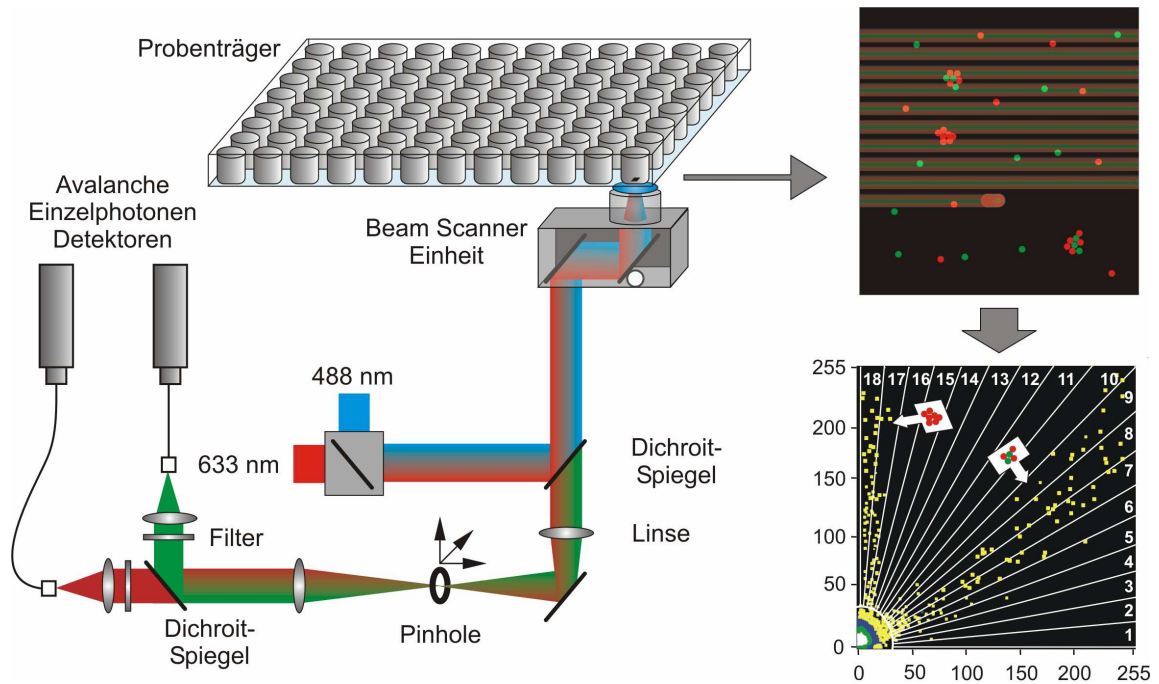 Probenträger
Avalanche
Einzelphotonen
Detektoren
Beam Scanner
Einheit
488 nm
633 nm
Dichroit-
Spiegel
Linse
Filter
Pinhole
Dichroit-
Spiegel
255
200
150
100
50
0
18 17 16 15 14 13 12 11 10
9
8
7
6
5
4
3
2
1
0 50 100 150 200 255